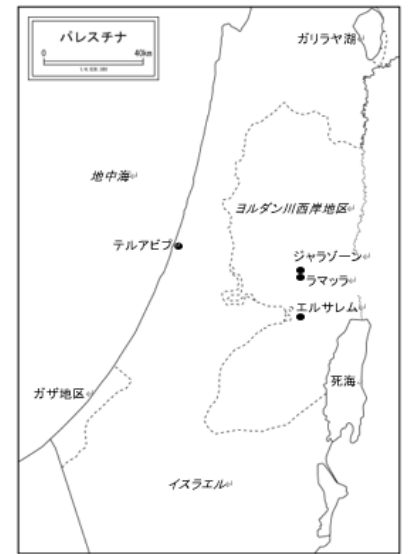 パレスチナ
0 40km
ガリラヤ湖
地中海
ヨルダン川西岸地区
テルアビブ
ジャラゾーン
ラマッラ
エルサレム
ガザ地区
死海
イスラエル